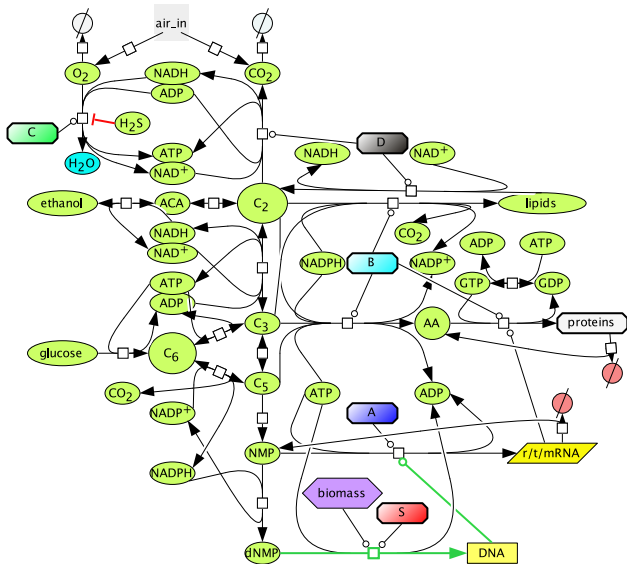 air_in
O2
NADH
CO2
ADP
C
H2S
D
H2O
ATP
NAD+
NADH
NAD+
ethanol
ACA
C2
lipids
NADH
CO2
NAD+
ADP
ATP
NADPH
B
NADP+
ATP
GTP
GDP
ADP
C3
AA
proteins
glucose
C6
CO2
C5
ATP
ADP
NADP+
A
NMP
r/t/mRNA
NADPH
biomass
S
dNMP
DNA